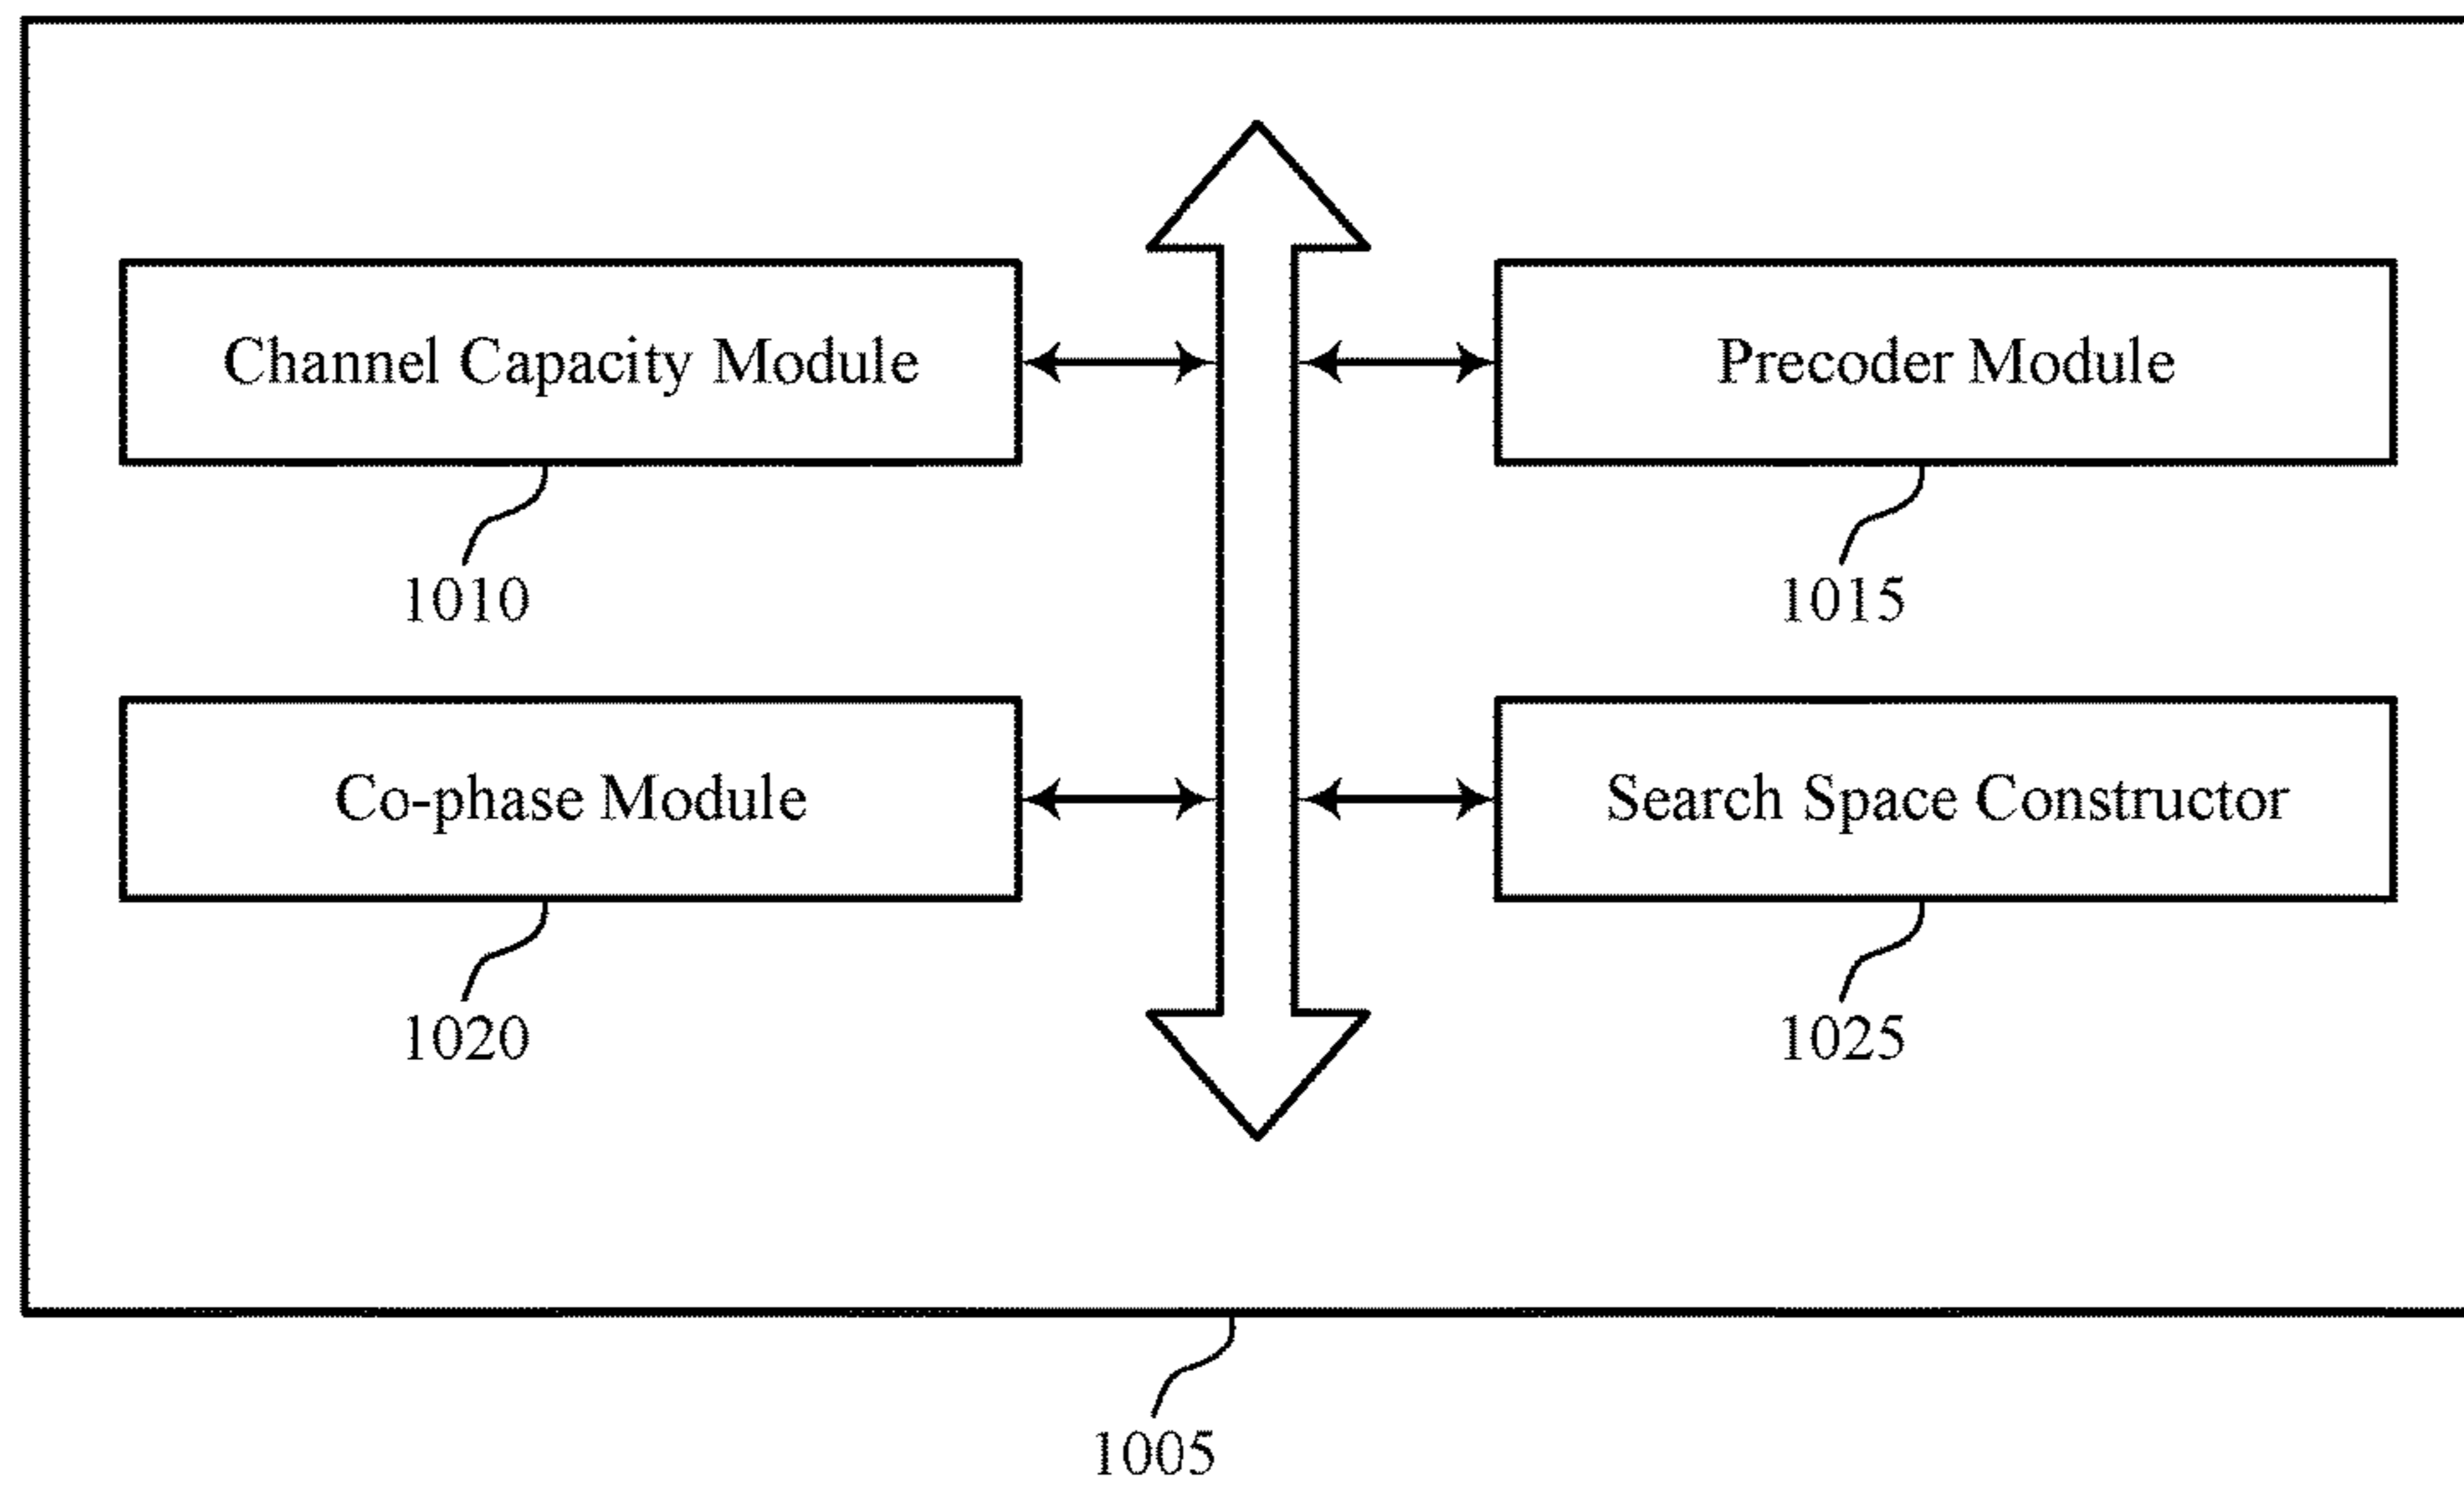 Channel Capacity Module
Precoder Module
1010
1015
Co-phase Module
Search Space Constructor
1020
1025
1005